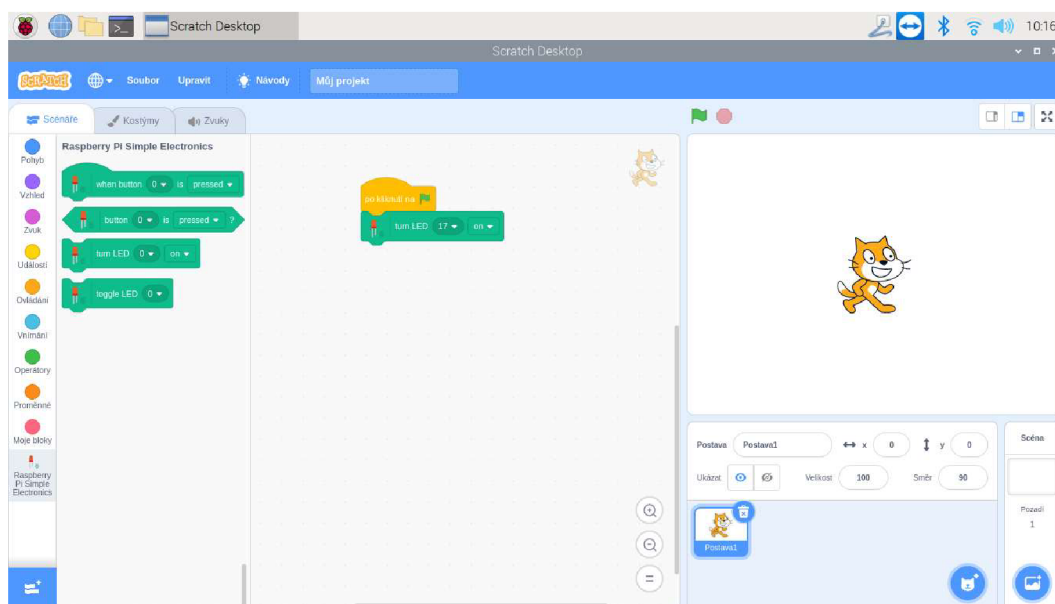 Scratch Desktop
10:16
Scratch Desktop
SCRATCH
Soubor
Upravit
Návody
Můj projekt
Scénáře
Kostýmy
Zvuky
Pohyb
Vzhled
Zvuk
Události
Ovládání
Vnímání
Operátory
Proměnné
Moje bloky
Raspberry
Pi Simple
Electronics
Raspberry Pi Simple Electronics
when button 0 is pressed
button 0 is pressed ?
turn LED 0 on
toggle LED 0
po kliknutí na
turn LED 17 on
Postava Postava1 x 0 y 0
Ukázat Velikost 100 Směr 90
Postava1
Scéna
Pozadí
1